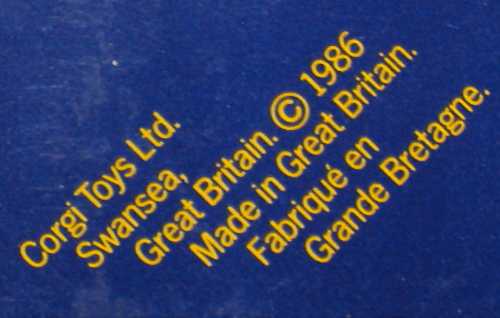 Corgi Toys Ltd.
Swansea,
Great Britain. © 1986
Made in Great Britain.
Fabriqué en
Grande Bretagne.